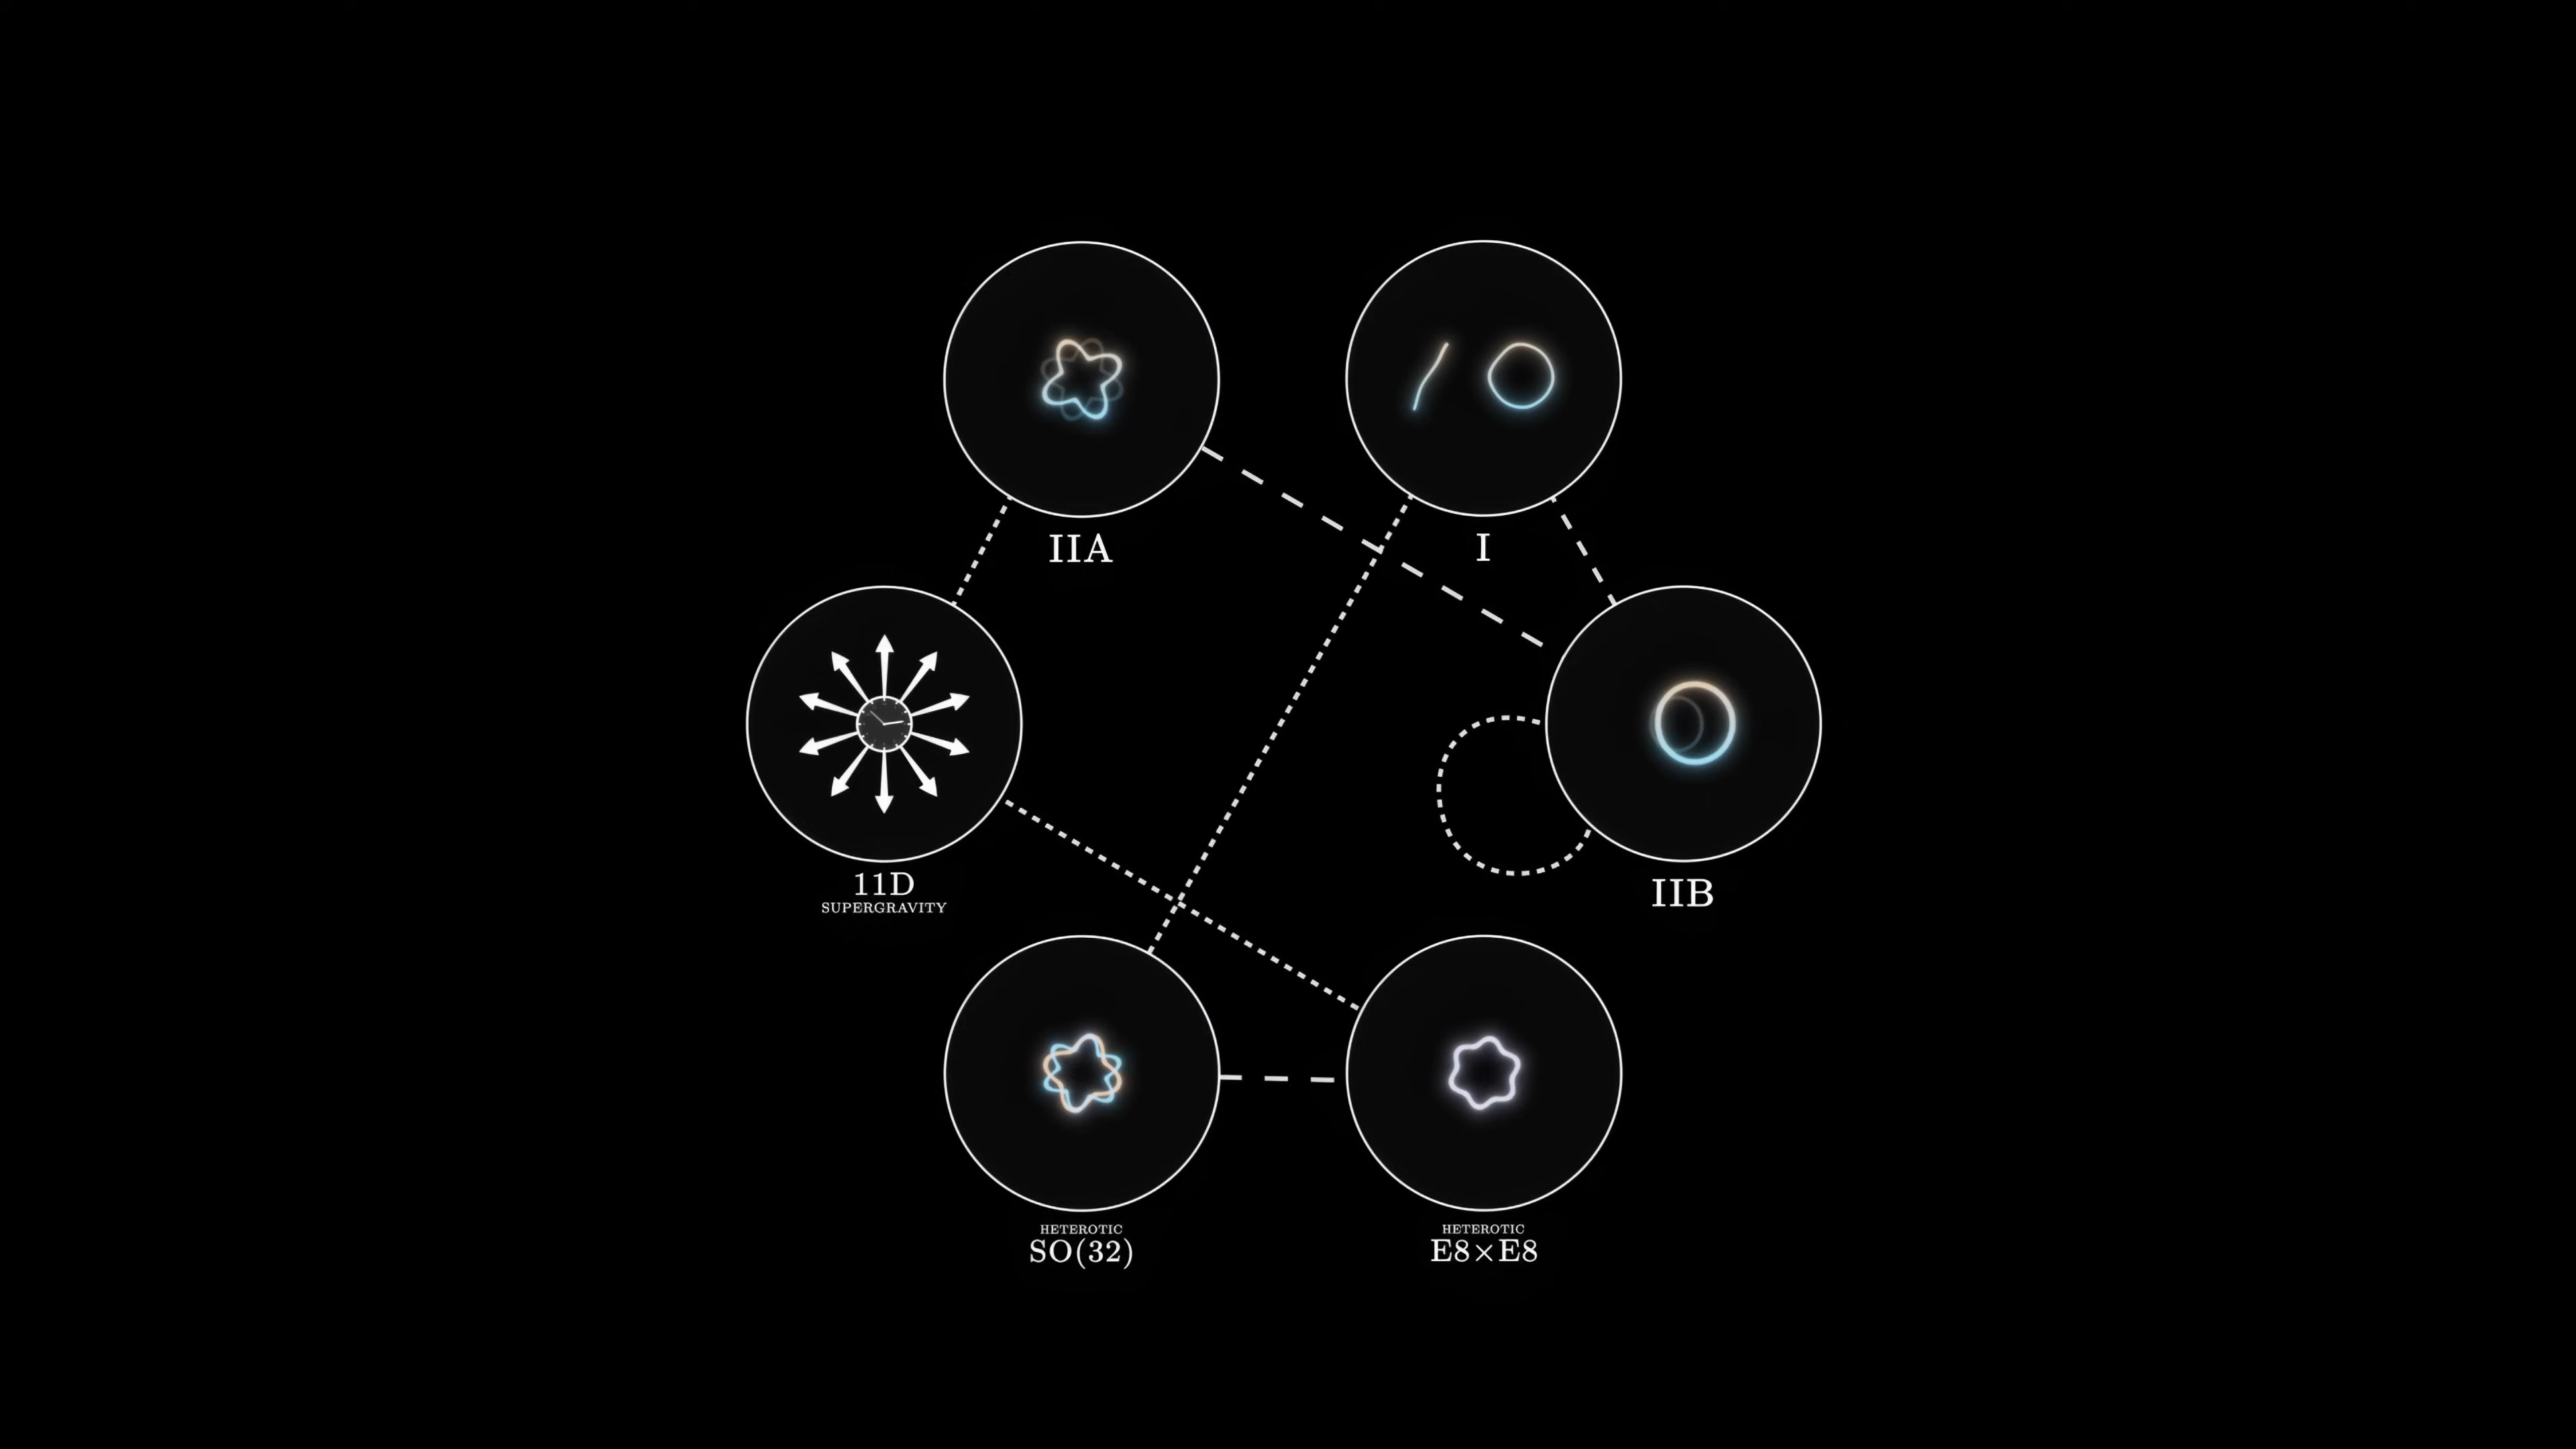 IIA
I
11D
SUPERGRAVITY
IIB
HETEROTIC
SO(32)
HETEROTIC
E8×E8